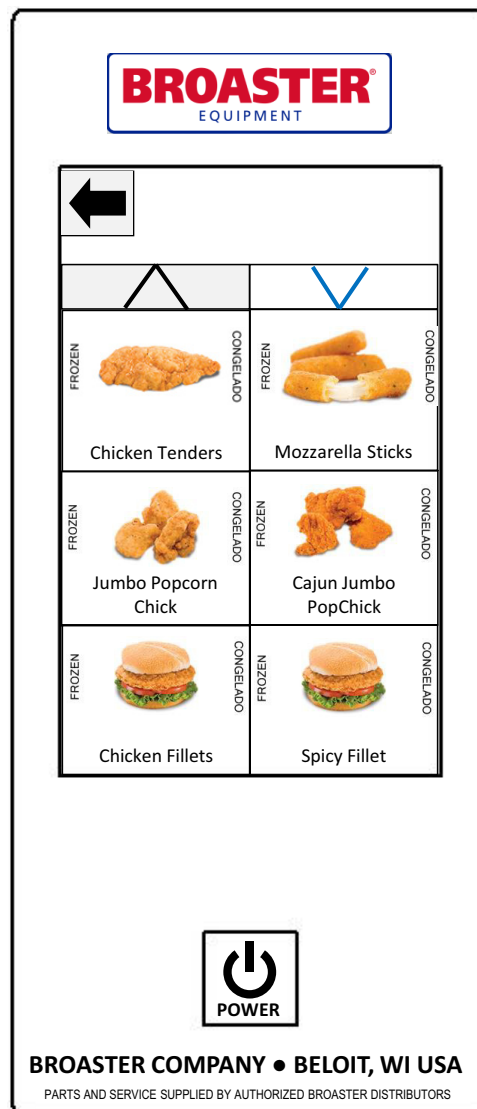 BROASTER®
EQUIPMENT
FROZEN
CONGELADO
Chicken Tenders
FROZEN
CONGELADO
Mozzarella Sticks
FROZEN
CONGELADO
Jumbo Popcorn
Chick
FROZEN
CONGELADO
Cajun Jumbo
PopChick
FROZEN
CONGELADO
Chicken Fillets
FROZEN
CONGELADO
Spicy Fillet
POWER
BROASTER COMPANY ● BELOIT, WI USA
PARTS AND SERVICE SUPPLIED BY AUTHORIZED BROASTER DISTRIBUTORS